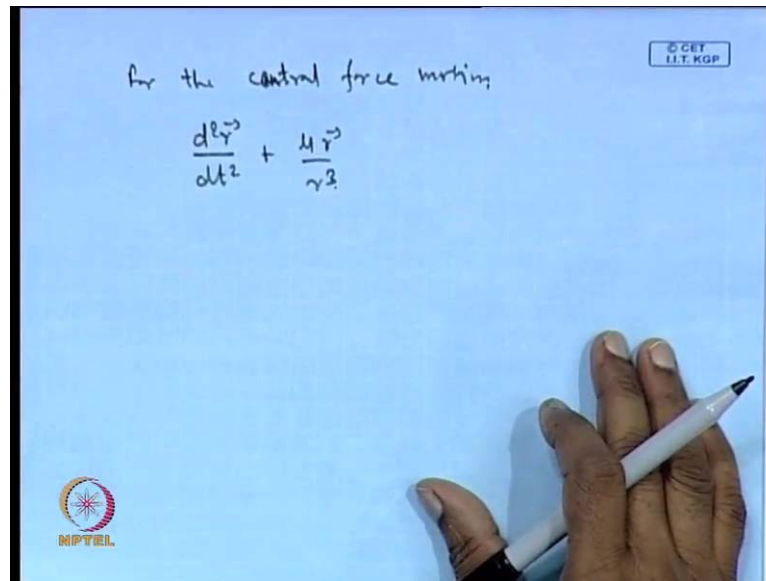 © CET
I.I.T. KGP
for the central force motion,
d²r⃗/dt² + μr⃗/r³
NPTEL